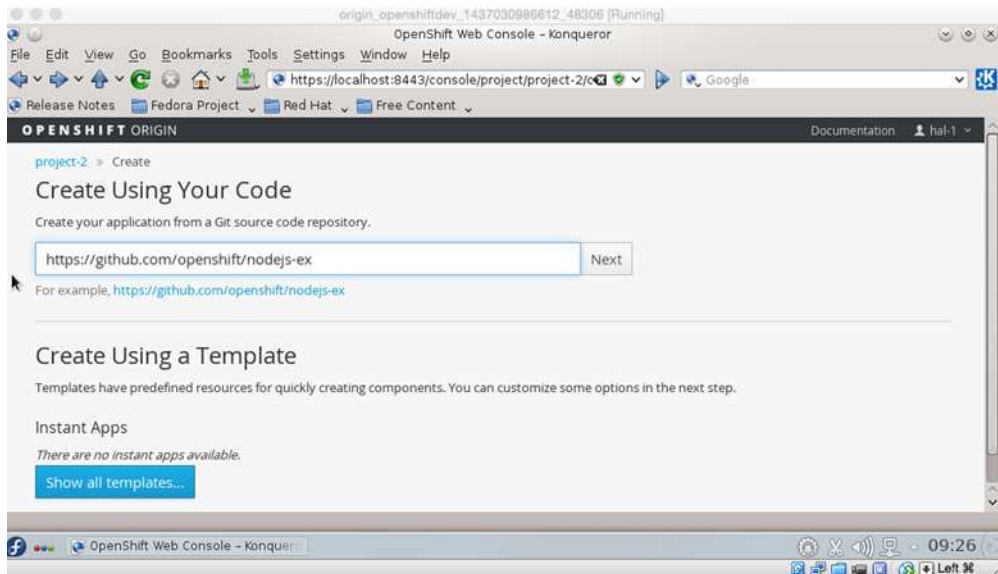 origin_openshiftdev_1437030986612_48306 [Running]
OpenShift Web Console – Konqueror
File Edit View Go Bookmarks Tools Settings Window Help
https://localhost:8443/console/project/project-2/c
Google
Release Notes Fedora Project Red Hat Free Content
OPENSHIFT ORIGIN Documentation hal-1
project-2 » Create
Create Using Your Code
Create your application from a Git source code repository.
https://github.com/openshift/nodejs-ex Next
For example, https://github.com/openshift/nodejs-ex
Create Using a Template
Templates have predefined resources for quickly creating components. You can customize some options in the next step.
Instant Apps
There are no instant apps available.
Show all templates...
OpenShift Web Console – Konquer 09:26
Left ⌘